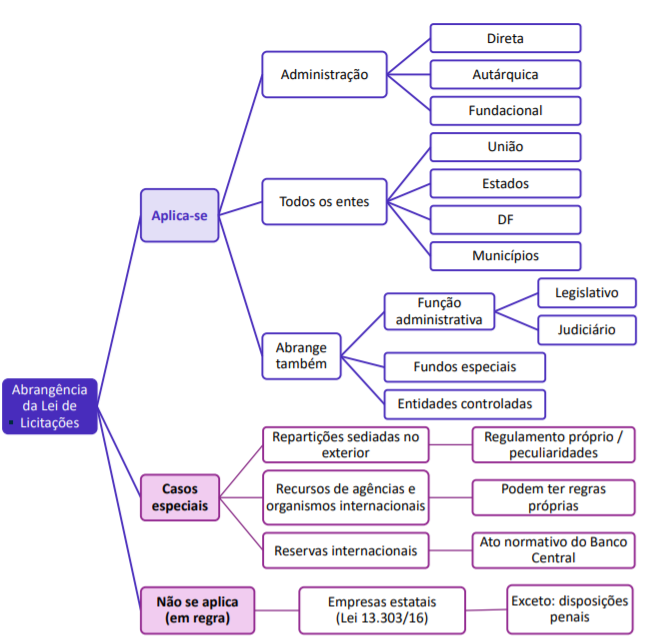 Direta
Administração
Autárquica
Fundacional
União
Estados
Todos os entes
DF
Municípios
Aplica-se
Função
administrativa
Legislativo
Judiciário
Abrange
também
Fundos especiais
Entidades controladas
Abrangência
da Lei de
Licitações
Repartições sediadas no
exterior
Regulamento próprio /
peculiaridades
Casos
especiais
Recursos de agências e
organismos internacionais
Podem ter regras
próprias
Reservas internacionais
Ato normativo do Banco
Central
Não se aplica
(em regra)
Empresas estatais
(Lei 13.303/16)
Exceto: disposições
penais